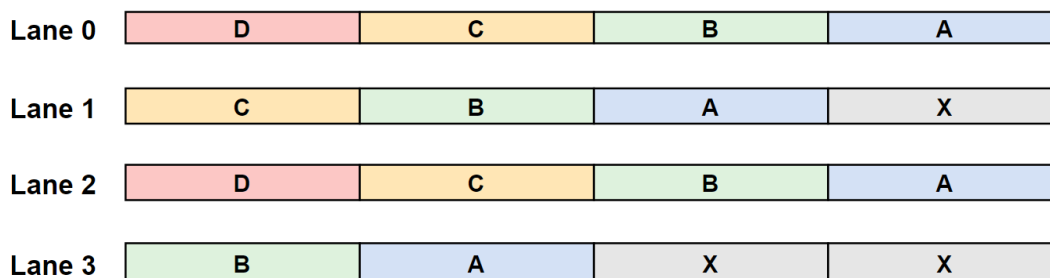 Lane 0 D C B A
Lane 1 C B A X
Lane 2 D C B A
Lane 3 B A X X